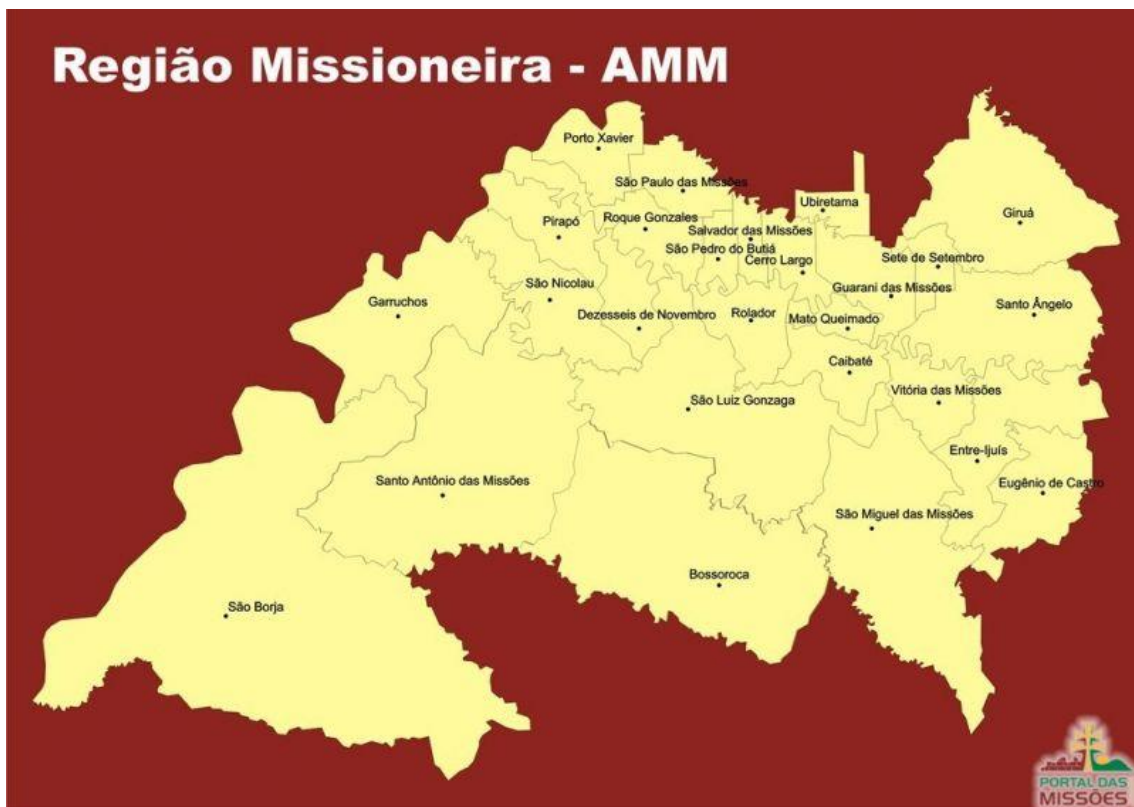 Região Missioneira - AMM
Porto Xavier
São Paulo das Missões
Ubiretama
Giruá
Pirapó
Roque Gonzales
Salvador das Missões
São Pedro do Butiá
Cerro Largo
Sete de Setembro
Guarani das Missões
São Nicolau
Garruchos
Dezesseis de Novembro
Rolador
Mato Queimado
Santo Ângelo
Caibaté
Vitória das Missões
São Luiz Gonzaga
Entre-Ijuís
Santo Antônio das Missões
Eugênio de Castro
São Miguel das Missões
Bossoroca
São Borja
PORTAL DAS
MISSÕES